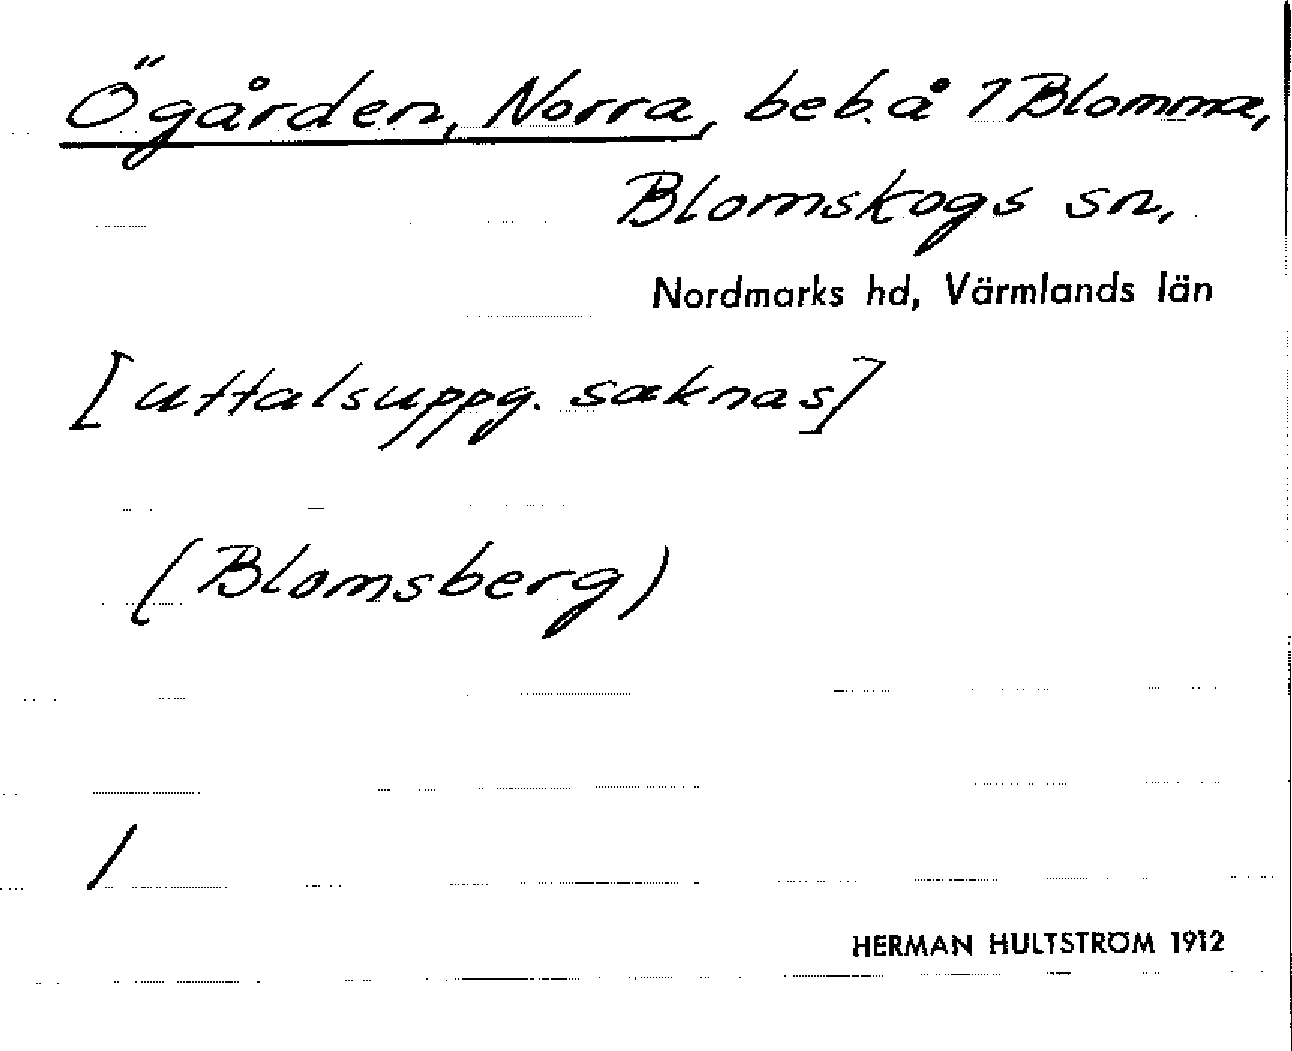 Ögården, Norra, beb. å 1 Blomma,
Blomskogs sn,
Nordmarks hd, Värmlands län
[uttalsuppg. saknas]
(Blomsberg)
/
HERMAN HULTSTRÖM 1912